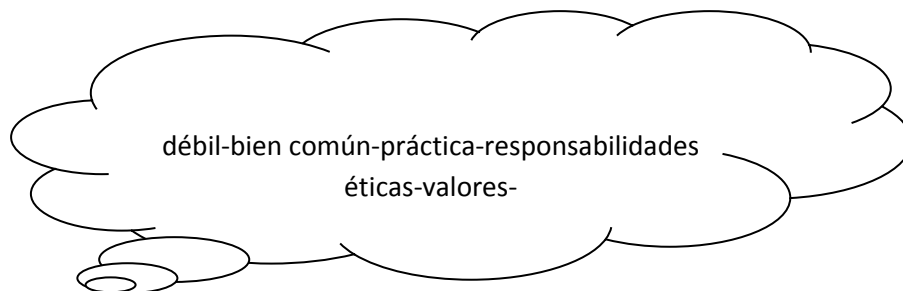 débil-bien común-práctica-responsabilidades
éticas-valores-